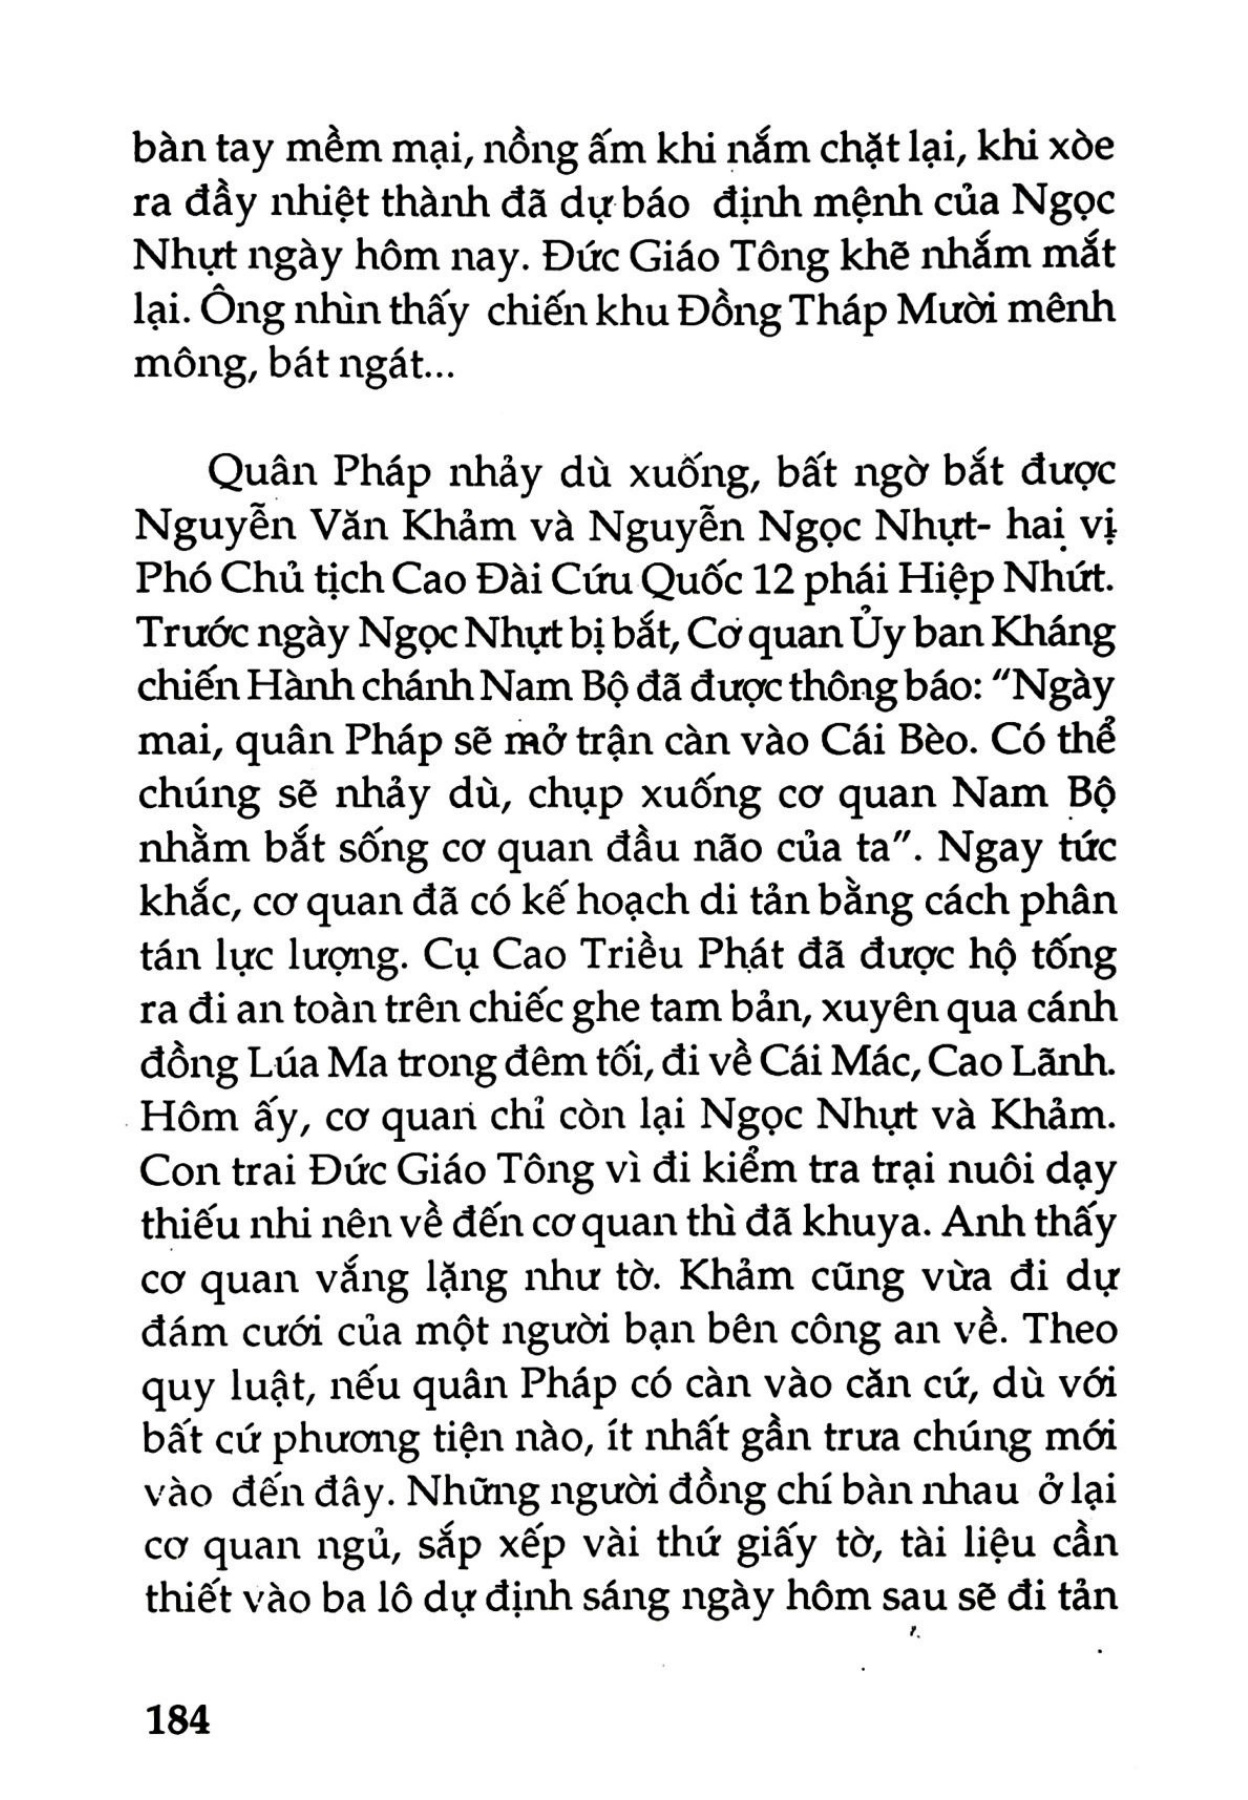 bàn tay mềm mại, nồng ấm khi nắm chặt lại, khi xòe
ra đầy nhiệt thành đã dự báo định mệnh của Ngọc
Nhựt ngày hôm nay. Đức Giáo Tông khẽ nhắm mắt
lại. Ông nhìn thấy chiến khu Đồng Tháp Mười mênh
mông, bát ngát...
Quân Pháp nhảy dù xuống, bất ngờ bắt được
Nguyễn Văn Khảm và Nguyễn Ngọc Nhựt- hai vị
Phó Chủ tịch Cao Đài Cứu Quốc 12 phái Hiệp Nhứt.
Trước ngày Ngọc Nhựt bị bắt, Cơ quan Ủy ban Kháng
chiến Hành chánh Nam Bộ đã được thông báo: "Ngày
mai, quân Pháp sẽ mở trận càn vào Cái Bèo. Có thể
chúng sẽ nhảy dù, chụp xuống cơ quan Nam Bộ
nhằm bắt sống cơ quan đầu não của ta". Ngay tức
khắc, cơ quan đã có kế hoạch di tản bằng cách phân
tán lực lượng. Cụ Cao Triều Phát đã được hộ tống
ra đi an toàn trên chiếc ghe tam bản, xuyên qua cánh
đồng Lúa Ma trong đêm tối, đi về Cái Mác, Cao Lãnh.
Hôm ấy, cơ quan chỉ còn lại Ngọc Nhựt và Khảm.
Con trai Đức Giáo Tông vì đi kiểm tra trại nuôi dạy
thiếu nhi nên về đến cơ quan thì đã khuya. Anh thấy
cơ quan vắng lặng như tờ. Khảm cũng vừa đi dự
đám cưới của một người bạn bên công an về. Theo
quy luật, nếu quân Pháp có càn vào căn cứ, dù với
bất cứ phương tiện nào, ít nhất gần trưa chúng mới
vào đến đây. Những người đồng chí bàn nhau ở lại
cơ quan ngủ, sắp xếp vài thứ giấy tờ, tài liệu cần
thiết vào ba lô dự định sáng ngày hôm sau sẽ đi tản
184